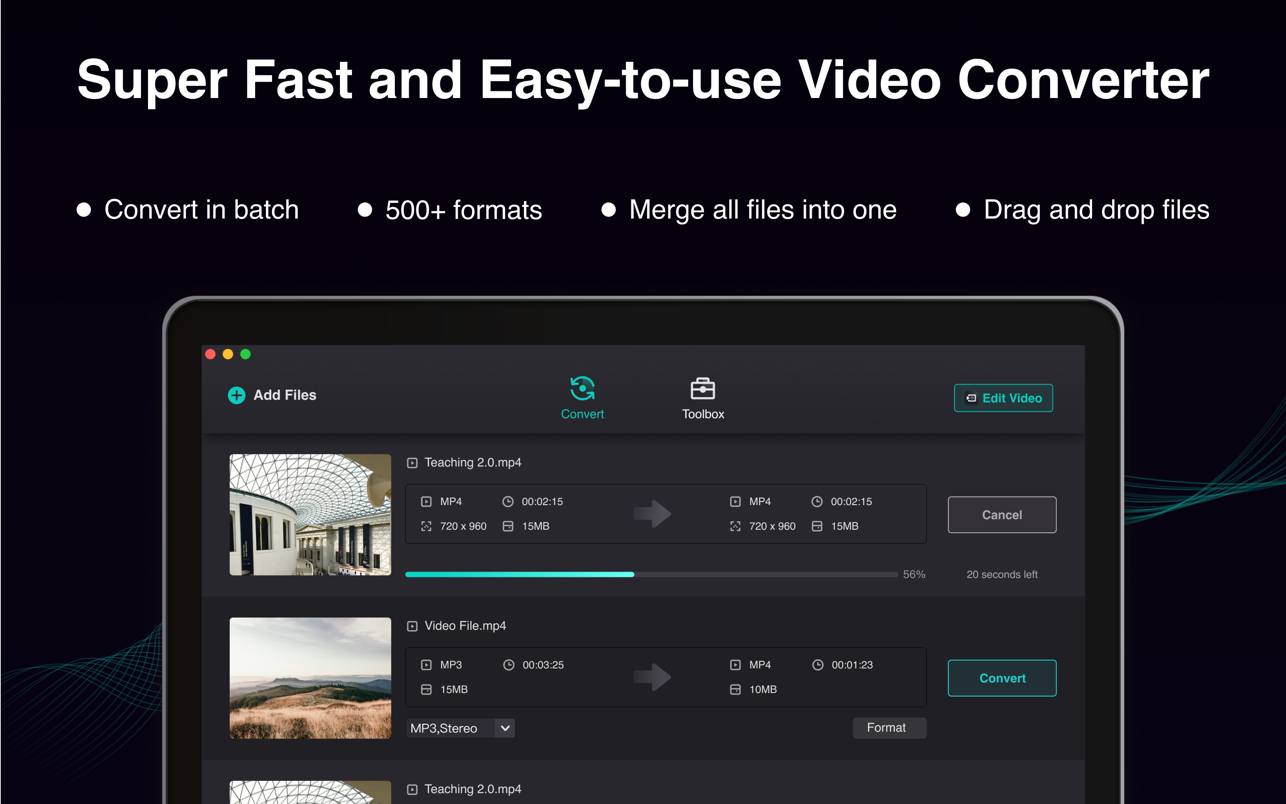 Super Fast and Easy-to-use Video Converter
Convert in batch
500+ formats
Merge all files into one
Drag and drop files
Add Files
Convert
Toolbox
Edit Video
Teaching 2.0.mp4
MP4 00:02:15 MP4 00:02:15
720 x 960 15MB 720 x 960 15MB
Cancel
56%
20 seconds left
Video File.mp4
MP3 00:03:25 MP4 00:01:23
15MB 10MB
Convert
MP3,Stereo
Format
Teaching 2.0.mp4